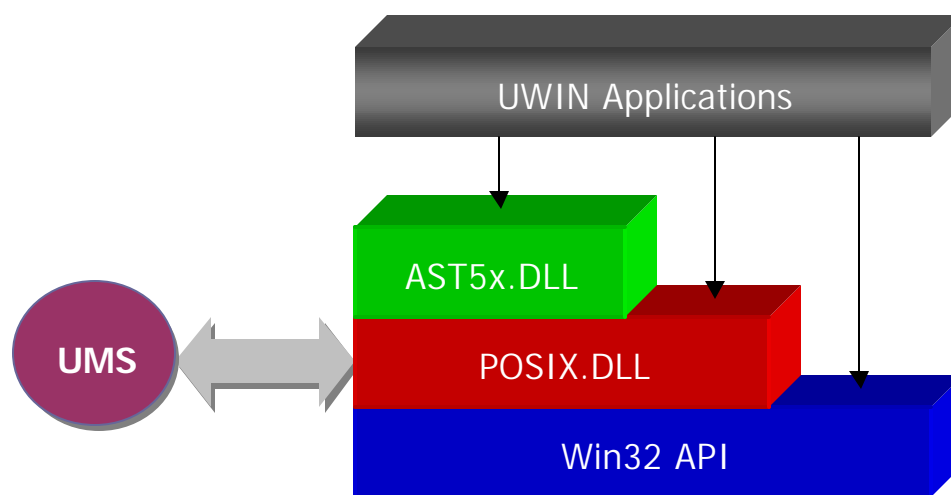 UWIN Applications
AST5x.DLL
UMS
POSIX.DLL
Win32 API